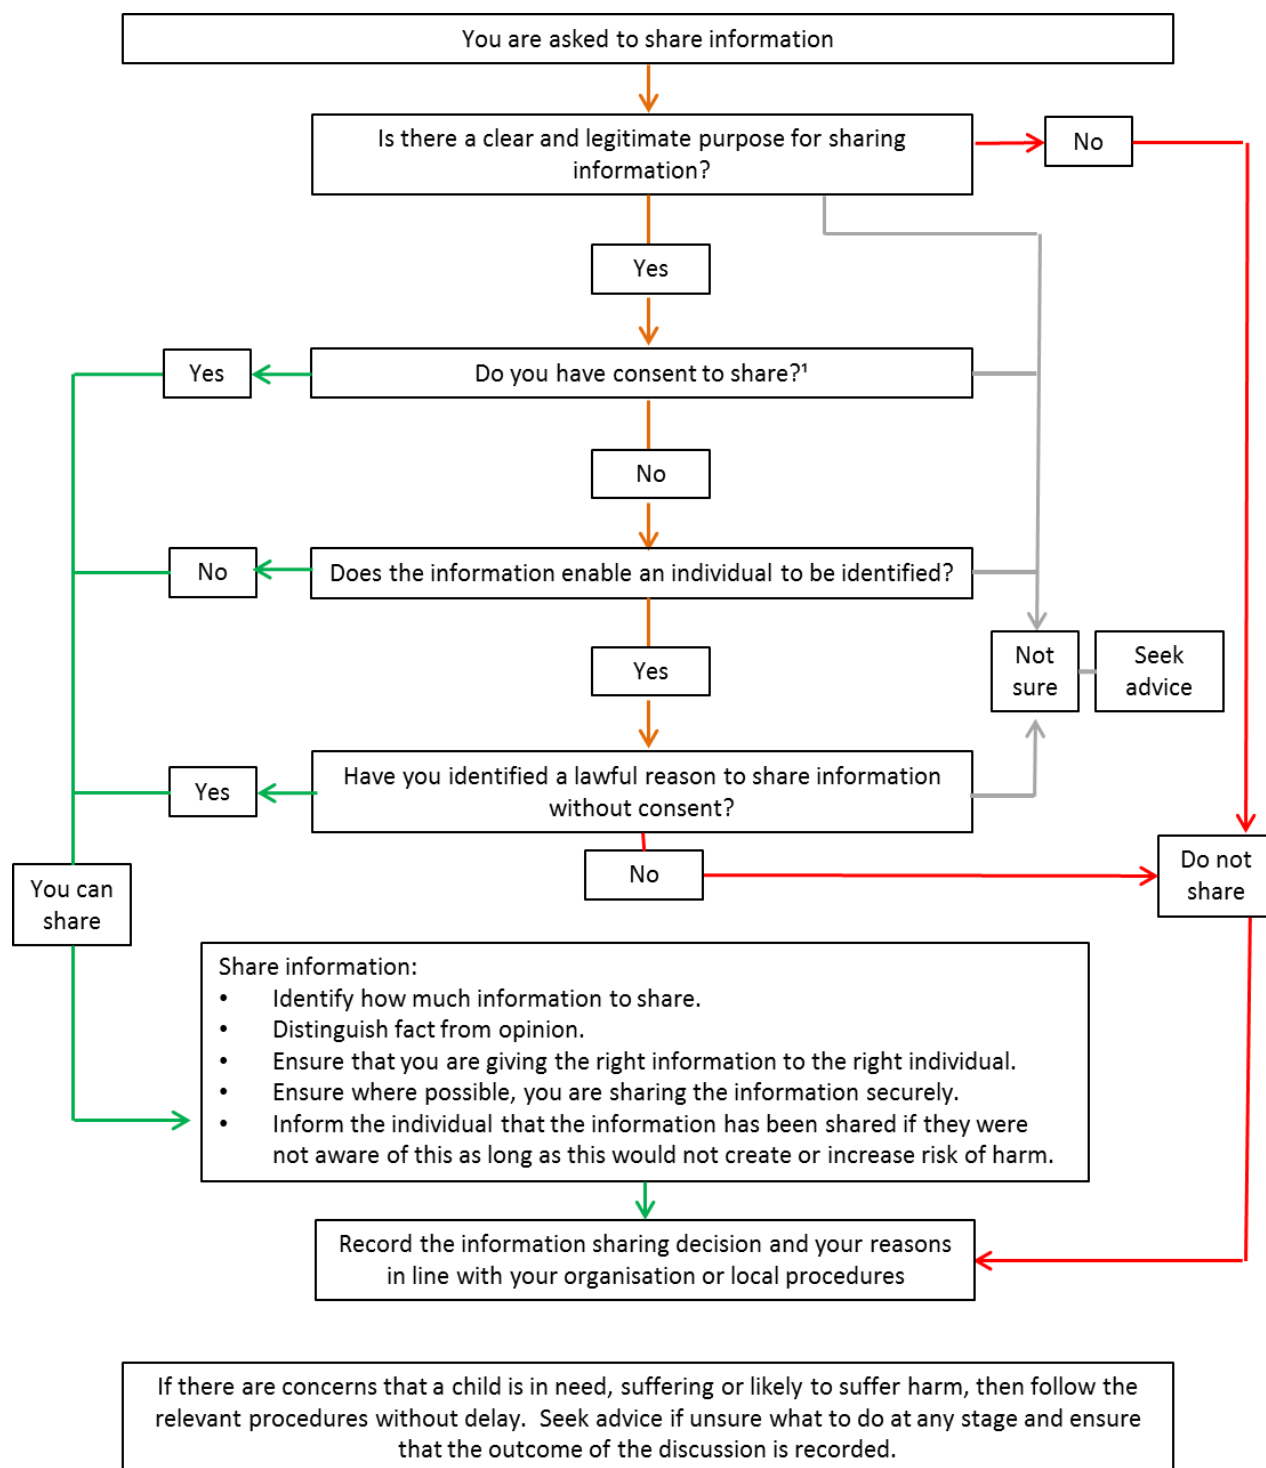 You are asked to share information
Is there a clear and legitimate purpose for sharing
information?
No
Yes
Yes
Do you have consent to share?¹
No
No
Does the information enable an individual to be identified?
Yes
Not
sure
Seek
advice
Yes
Have you identified a lawful reason to share information
without consent?
No
Do not
share
You can
share
Share information:
• Identify how much information to share.
• Distinguish fact from opinion.
• Ensure that you are giving the right information to the right individual.
• Ensure where possible, you are sharing the information securely.
• Inform the individual that the information has been shared if they were
not aware of this as long as this would not create or increase risk of harm.
Record the information sharing decision and your reasons
in line with your organisation or local procedures
If there are concerns that a child is in need, suffering or likely to suffer harm, then follow the
relevant procedures without delay.  Seek advice if unsure what to do at any stage and ensure
that the outcome of the discussion is recorded.